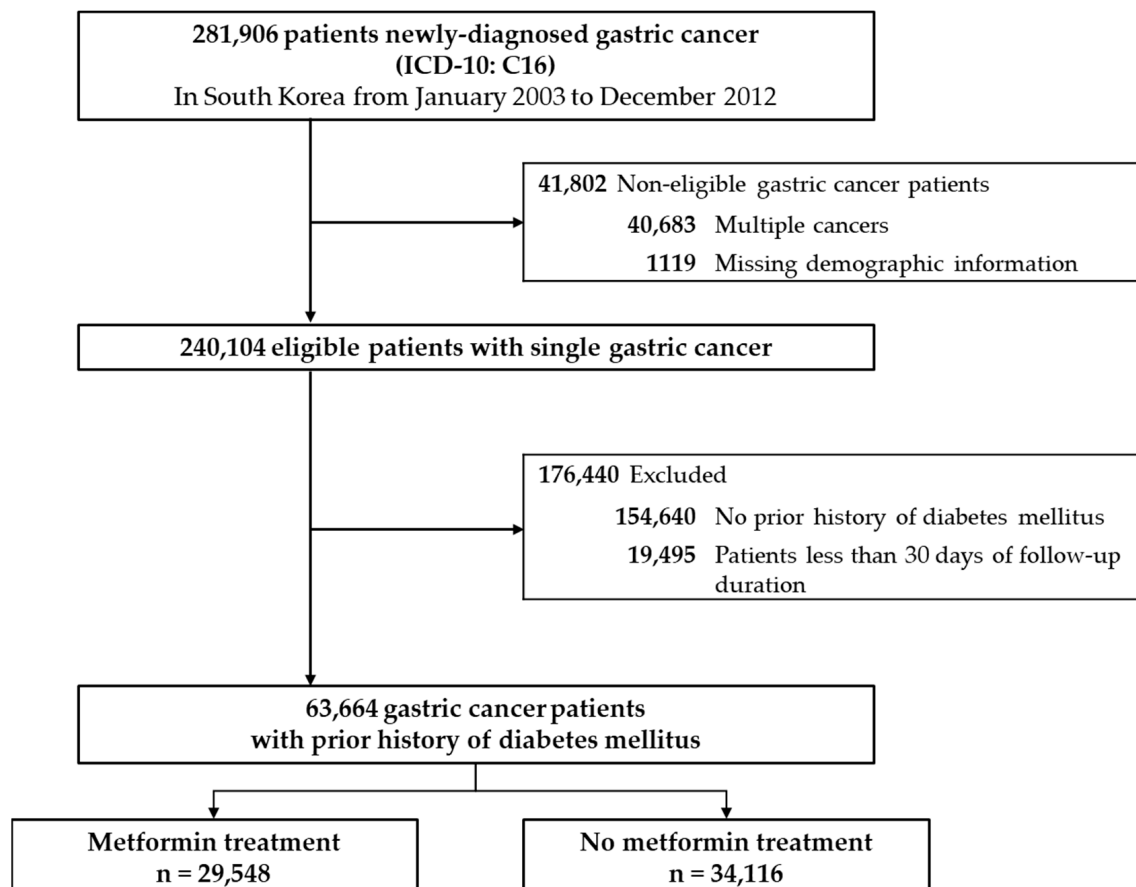 281,906 patients newly-diagnosed gastric cancer
(ICD-10: C16)
In South Korea from January 2003 to December 2012
41,802 Non-eligible gastric cancer patients
40,683 Multiple cancers
1119 Missing demographic information
240,104 eligible patients with single gastric cancer
176,440 Excluded
154,640 No prior history of diabetes mellitus
19,495 Patients less than 30 days of follow-up
duration
63,664 gastric cancer patients
with prior history of diabetes mellitus
Metformin treatment
n = 29,548
No metformin treatment
n = 34,116